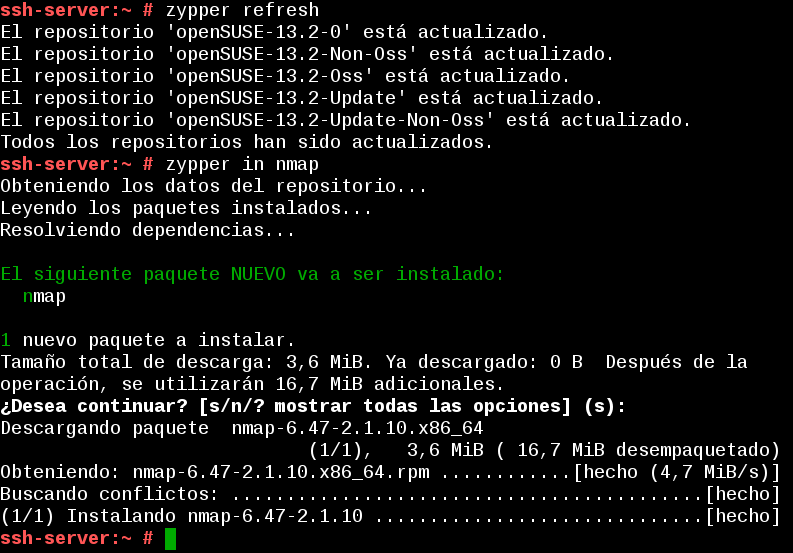 ssh-server:~ # zypper refresh
El repositorio 'openSUSE-13.2-0' está actualizado.
El repositorio 'openSUSE-13.2-Non-Oss' está actualizado.
El repositorio 'openSUSE-13.2-Oss' está actualizado.
El repositorio 'openSUSE-13.2-Update' está actualizado.
El repositorio 'openSUSE-13.2-Update-Non-Oss' está actualizado.
Todos los repositorios han sido actualizados.
ssh-server:~ # zypper in nmap
Obteniendo los datos del repositorio...
Leyendo los paquetes instalados...
Resolviendo dependencias...
El siguiente paquete NUEVO va a ser instalado:
nmap
1 nuevo paquete a instalar.
Tamaño total de descarga: 3,6 MiB. Ya descargado: 0 B  Después de la
operación, se utilizarán 16,7 MiB adicionales.
¿Desea continuar? [s/n/? mostrar todas las opciones] (s):
Descargando paquete  nmap-6.47-2.1.10.x86_64
(1/1),   3,6 MiB ( 16,7 MiB desempaquetado)
Obteniendo: nmap-6.47-2.1.10.x86_64.rpm ............[hecho (4,7 MiB/s)]
Buscando conflictos: ...........................................[hecho]
(1/1) Instalando nmap-6.47-2.1.10 ..............................[hecho]
ssh-server:~ #